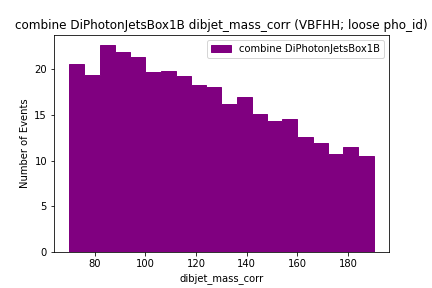 combine DiPhotonJetsBox1B dibjet_mass_corr (VBFHH; loose pho_id)
combine DiPhotonJetsBox1B
Number of Events
20
15
10
5
0
80 100 120 140 160 180
dibjet_mass_corr